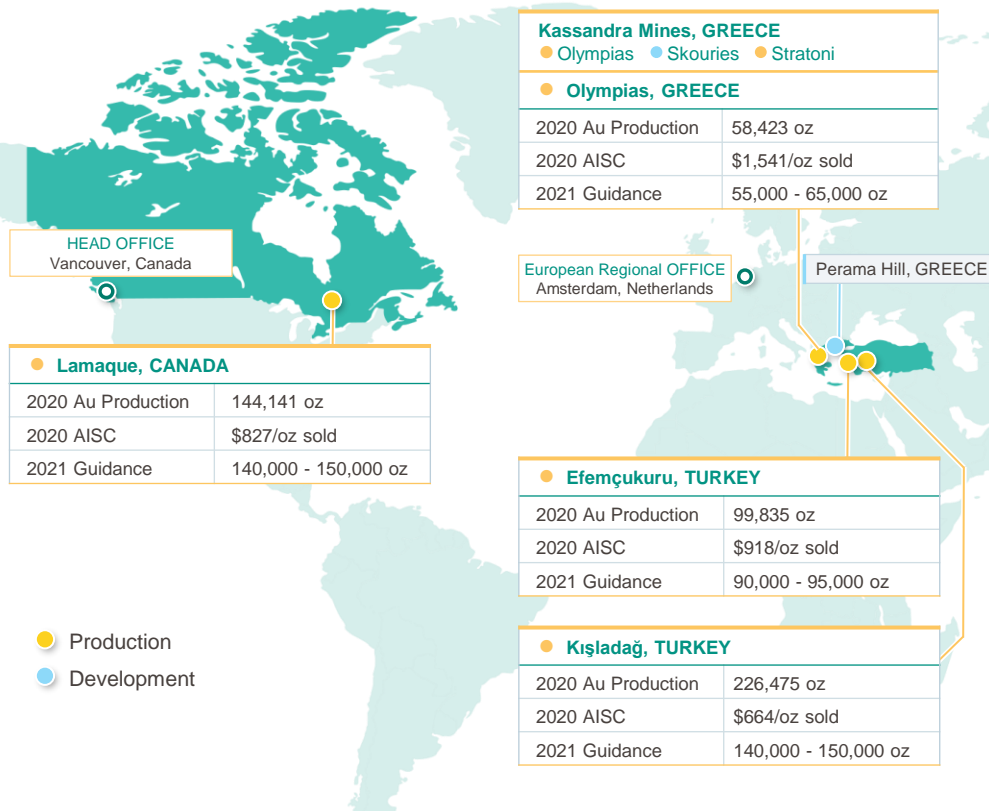 Kassandra Mines, GREECE
Olympias Skouries Stratoni
Olympias, GREECE
2020 Au Production 58,423 oz
2020 AISC $1,541/oz sold
2021 Guidance 55,000 - 65,000 oz
HEAD OFFICE
Vancouver, Canada
European Regional OFFICE
Amsterdam, Netherlands
Perama Hill, GREECE
Lamaque, CANADA
2020 Au Production 144,141 oz
2020 AISC $827/oz sold
2021 Guidance 140,000 - 150,000 oz
Efemçukuru, TURKEY
2020 Au Production 99,835 oz
2020 AISC $918/oz sold
2021 Guidance 90,000 - 95,000 oz
Production
Development
Kışladağ, TURKEY
2020 Au Production 226,475 oz
2020 AISC $664/oz sold
2021 Guidance 140,000 - 150,000 oz